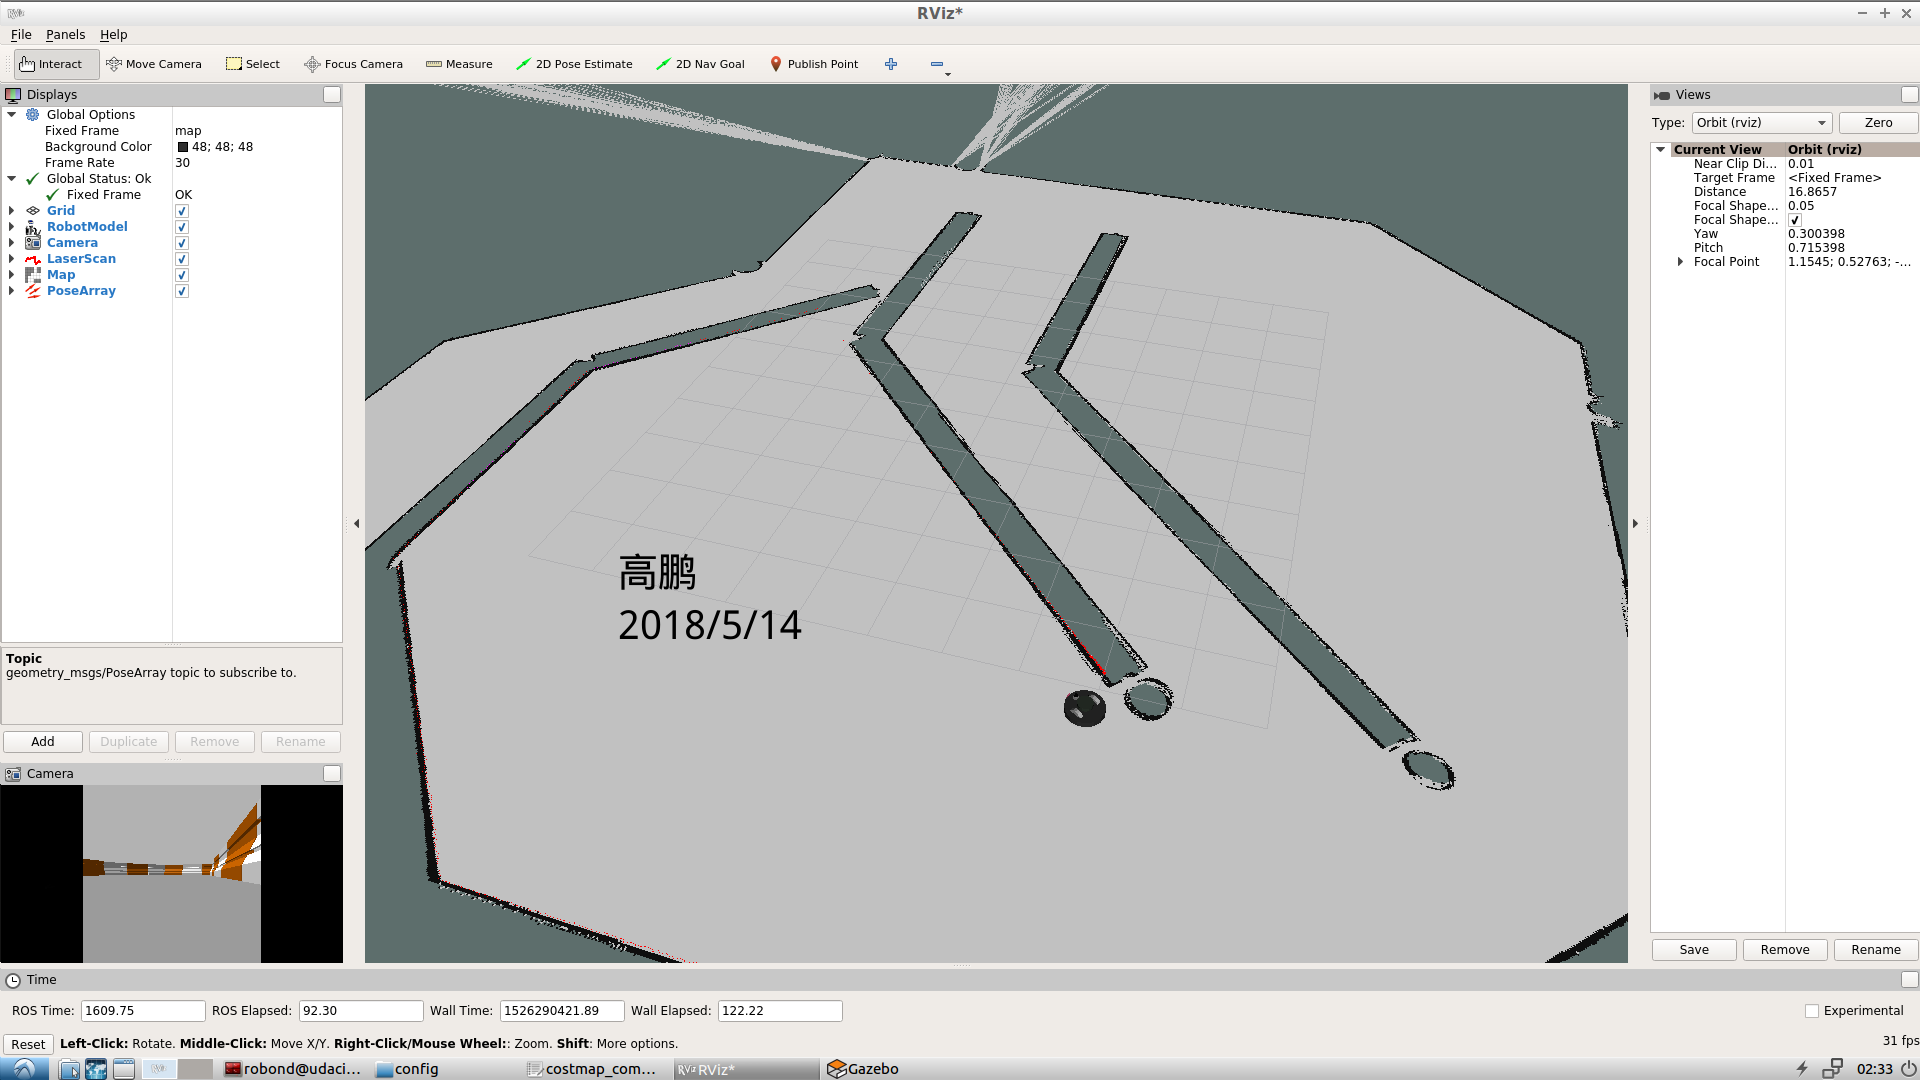 RViz*
File Panels Help
Interact Move Camera Select Focus Camera Measure 2D Pose Estimate 2D Nav Goal Publish Point
Displays
Global Options
Fixed Frame map
Background Color 48; 48; 48
Frame Rate 30
Global Status: Ok
Fixed Frame OK
Grid
RobotModel
Camera
LaserScan
Map
PoseArray
Topic
geometry_msgs/PoseArray topic to subscribe to.
Add Duplicate Remove Rename
Camera
高鹏
2018/5/14
Views
Type: Orbit (rviz) Zero
Current View Orbit (rviz)
Near Clip Di... 0.01
Target Frame <Fixed Frame>
Distance 16.8657
Focal Shape... 0.05
Focal Shape...
Yaw 0.300398
Pitch 0.715398
Focal Point 1.1545; 0.52763; -...
Save Remove Rename
Time
ROS Time: 1609.75 ROS Elapsed: 92.30 Wall Time: 1526290421.89 Wall Elapsed: 122.22 Experimental
Reset Left-Click: Rotate. Middle-Click: Move X/Y. Right-Click/Mouse Wheel:: Zoom. Shift: More options. 31 fps
robond@udaci... config costmap_com... RViz* Gazebo 02:33